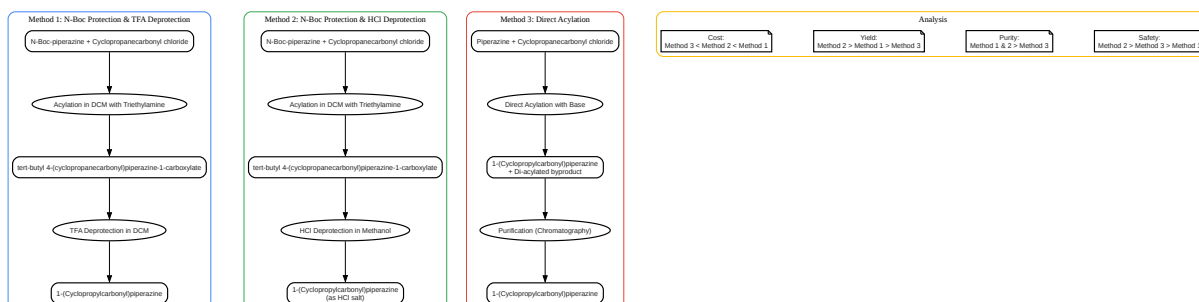 Method 1: N-Boc Protection & TFA Deprotection
N-Boc-piperazine + Cyclopropanecarbonyl chloride
Acylation in DCM with Triethylamine
tert-butyl 4-(cyclopropanecarbonyl)piperazine-1-carboxylate
TFA Deprotection in DCM
1-(Cyclopropylcarbonyl)piperazine
Method 2: N-Boc Protection & HCl Deprotection
N-Boc-piperazine + Cyclopropanecarbonyl chloride
Acylation in DCM with Triethylamine
tert-butyl 4-(cyclopropanecarbonyl)piperazine-1-carboxylate
HCl Deprotection in Methanol
1-(Cyclopropylcarbonyl)piperazine
(as HCl salt)
Method 3: Direct Acylation
Piperazine + Cyclopropanecarbonyl chloride
Direct Acylation with Base
1-(Cyclopropylcarbonyl)piperazine
+ Di-acylated byproduct
Purification (Chromatography)
1-(Cyclopropylcarbonyl)piperazine
Analysis
Cost:
Method 3 < Method 2 < Method 1
Yield:
Method 2 > Method 1 > Method 3
Purity:
Method 1 & 2 > Method 3
Safety:
Method 2 > Method 3 > Method